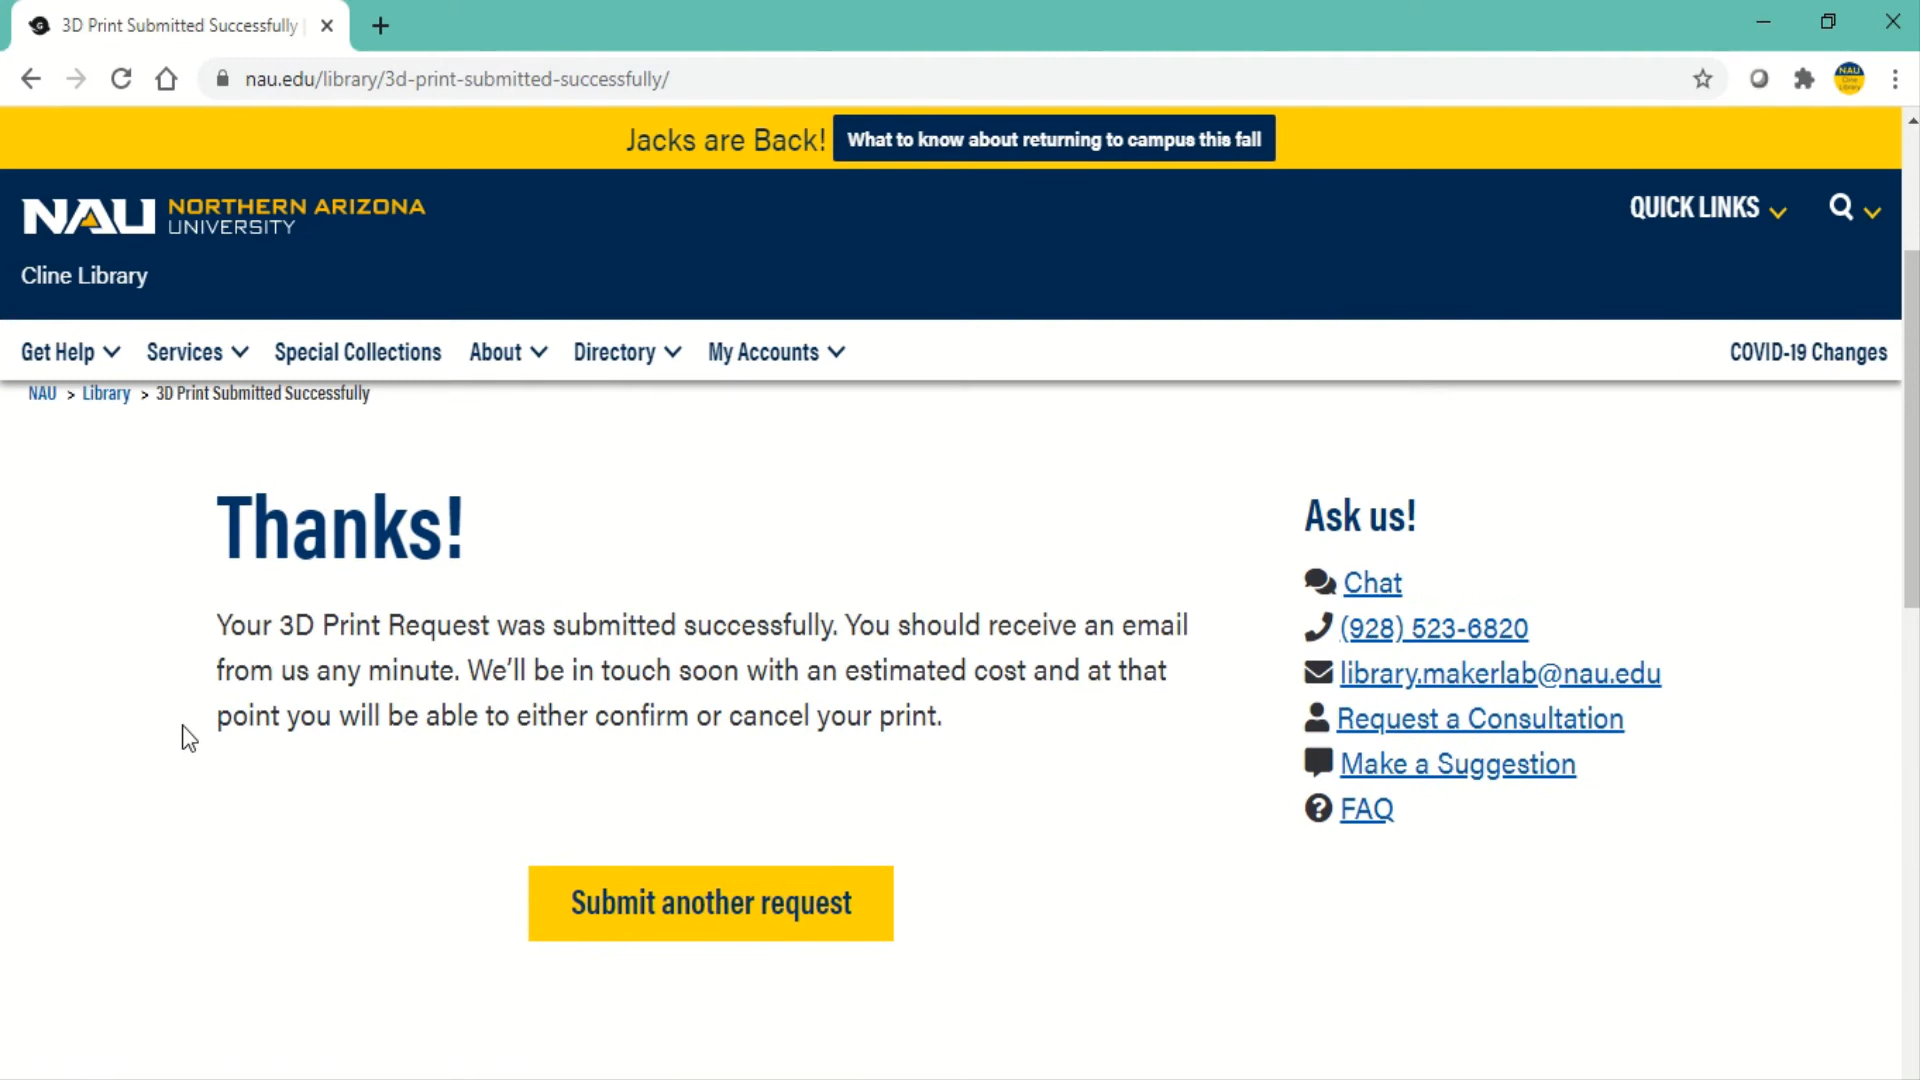 3D Print Submitted Successfully
nau.edu/library/3d-print-submitted-successfully/
Jacks are Back! What to know about returning to campus this fall
NAU NORTHERN ARIZONA
UNIVERSITY
QUICK LINKS
Cline Library
Get Help Services Special Collections About Directory My Accounts COVID-19 Changes
NAU > Library > 3D Print Submitted Successfully
Thanks!
Your 3D Print Request was submitted successfully. You should receive an email
from us any minute. We’ll be in touch soon with an estimated cost and at that
point you will be able to either confirm or cancel your print.
Submit another request
Ask us!
Chat
(928) 523-6820
library.makerlab@nau.edu
Request a Consultation
Make a Suggestion
FAQ